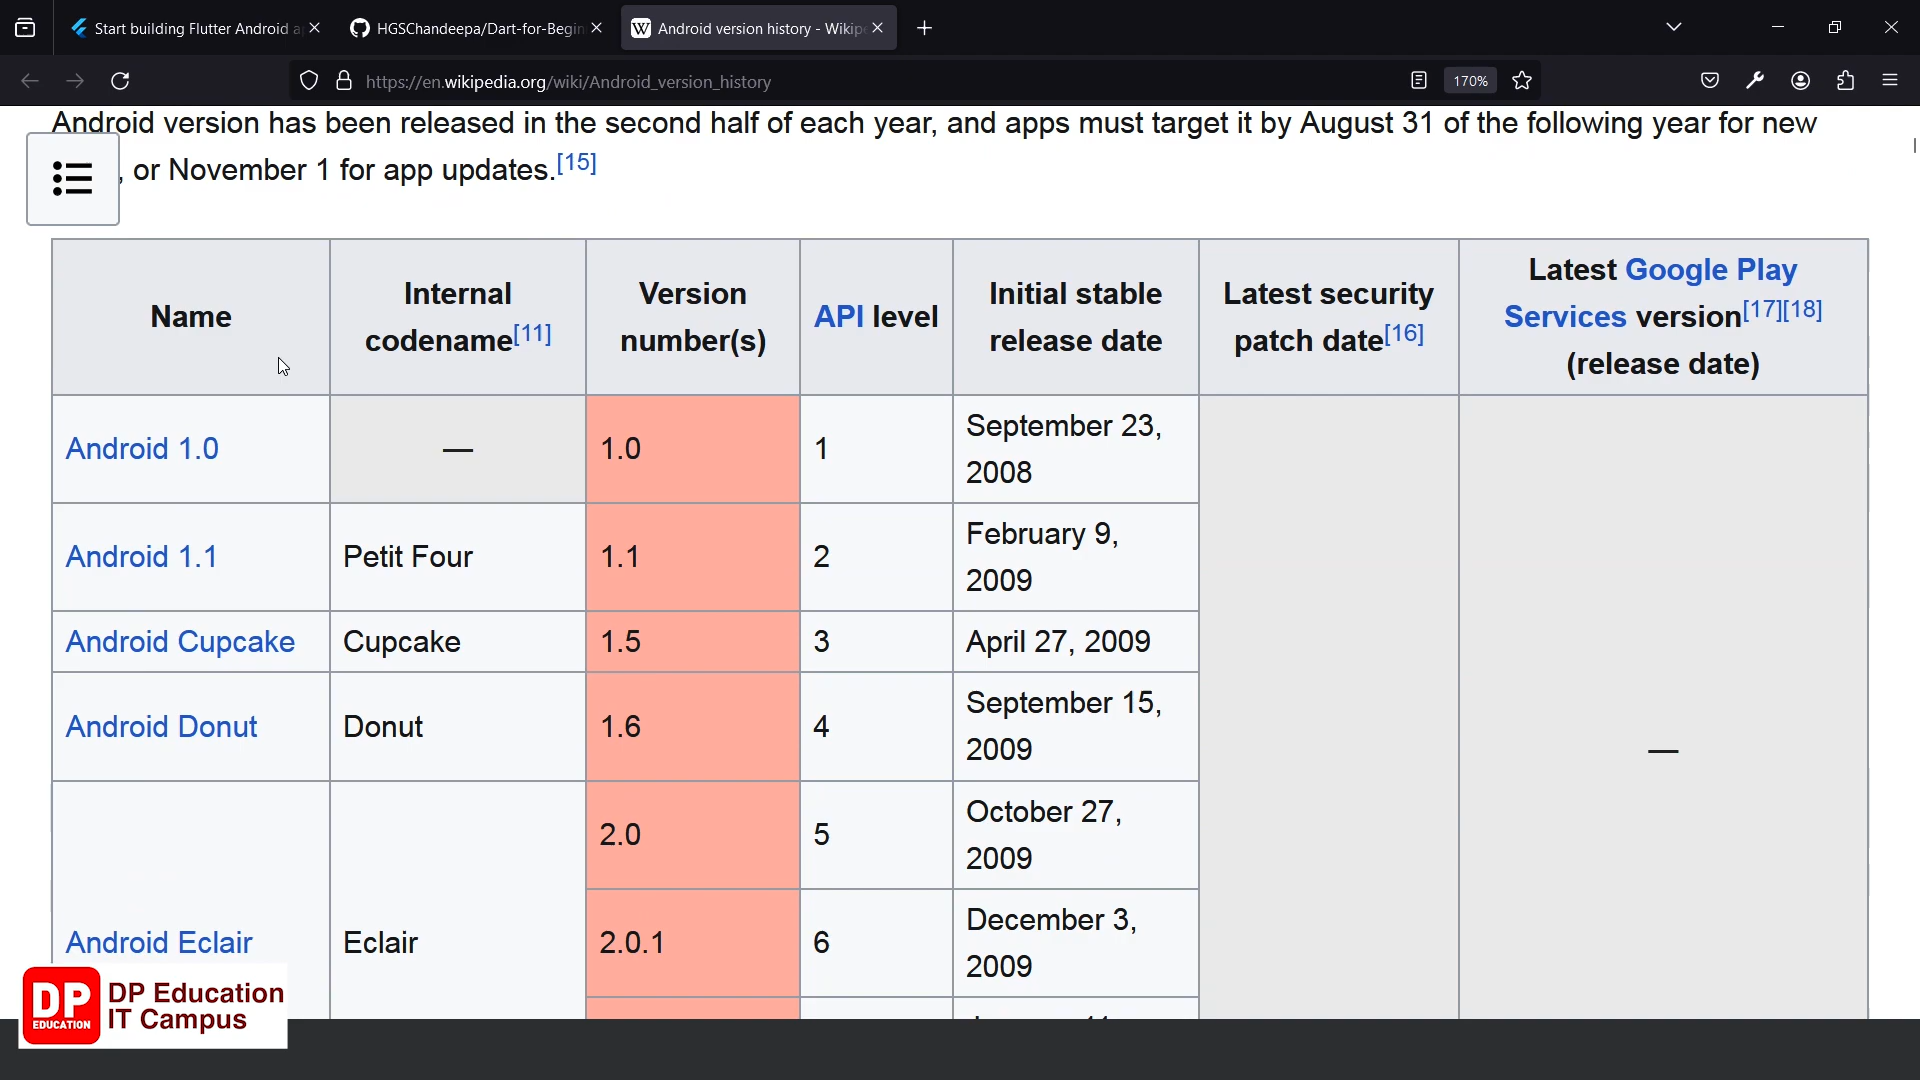 Start building Flutter Android a
HGSChandeepa/Dart-for-Begin
W Android version history - Wikip
https://en.wikipedia.org/wiki/Android_version_history
170%
Android version has been released in the second half of each year, and apps must target it by August 31 of the following year for new
, or November 1 for app updates.[15]
Name
Internal codename[11]
Version number(s)
API level
Initial stable release date
Latest security patch date[16]
Latest Google Play Services version[17][18] (release date)
Android 1.0 — 1.0 1 September 23, 2008
Android 1.1 Petit Four 1.1 2 February 9, 2009
Android Cupcake Cupcake 1.5 3 April 27, 2009
Android Donut Donut 1.6 4 September 15, 2009
—
2.0 5 October 27, 2009
Android Eclair Eclair 2.0.1 6 December 3, 2009
DP EDUCATION
DP Education
IT Campus